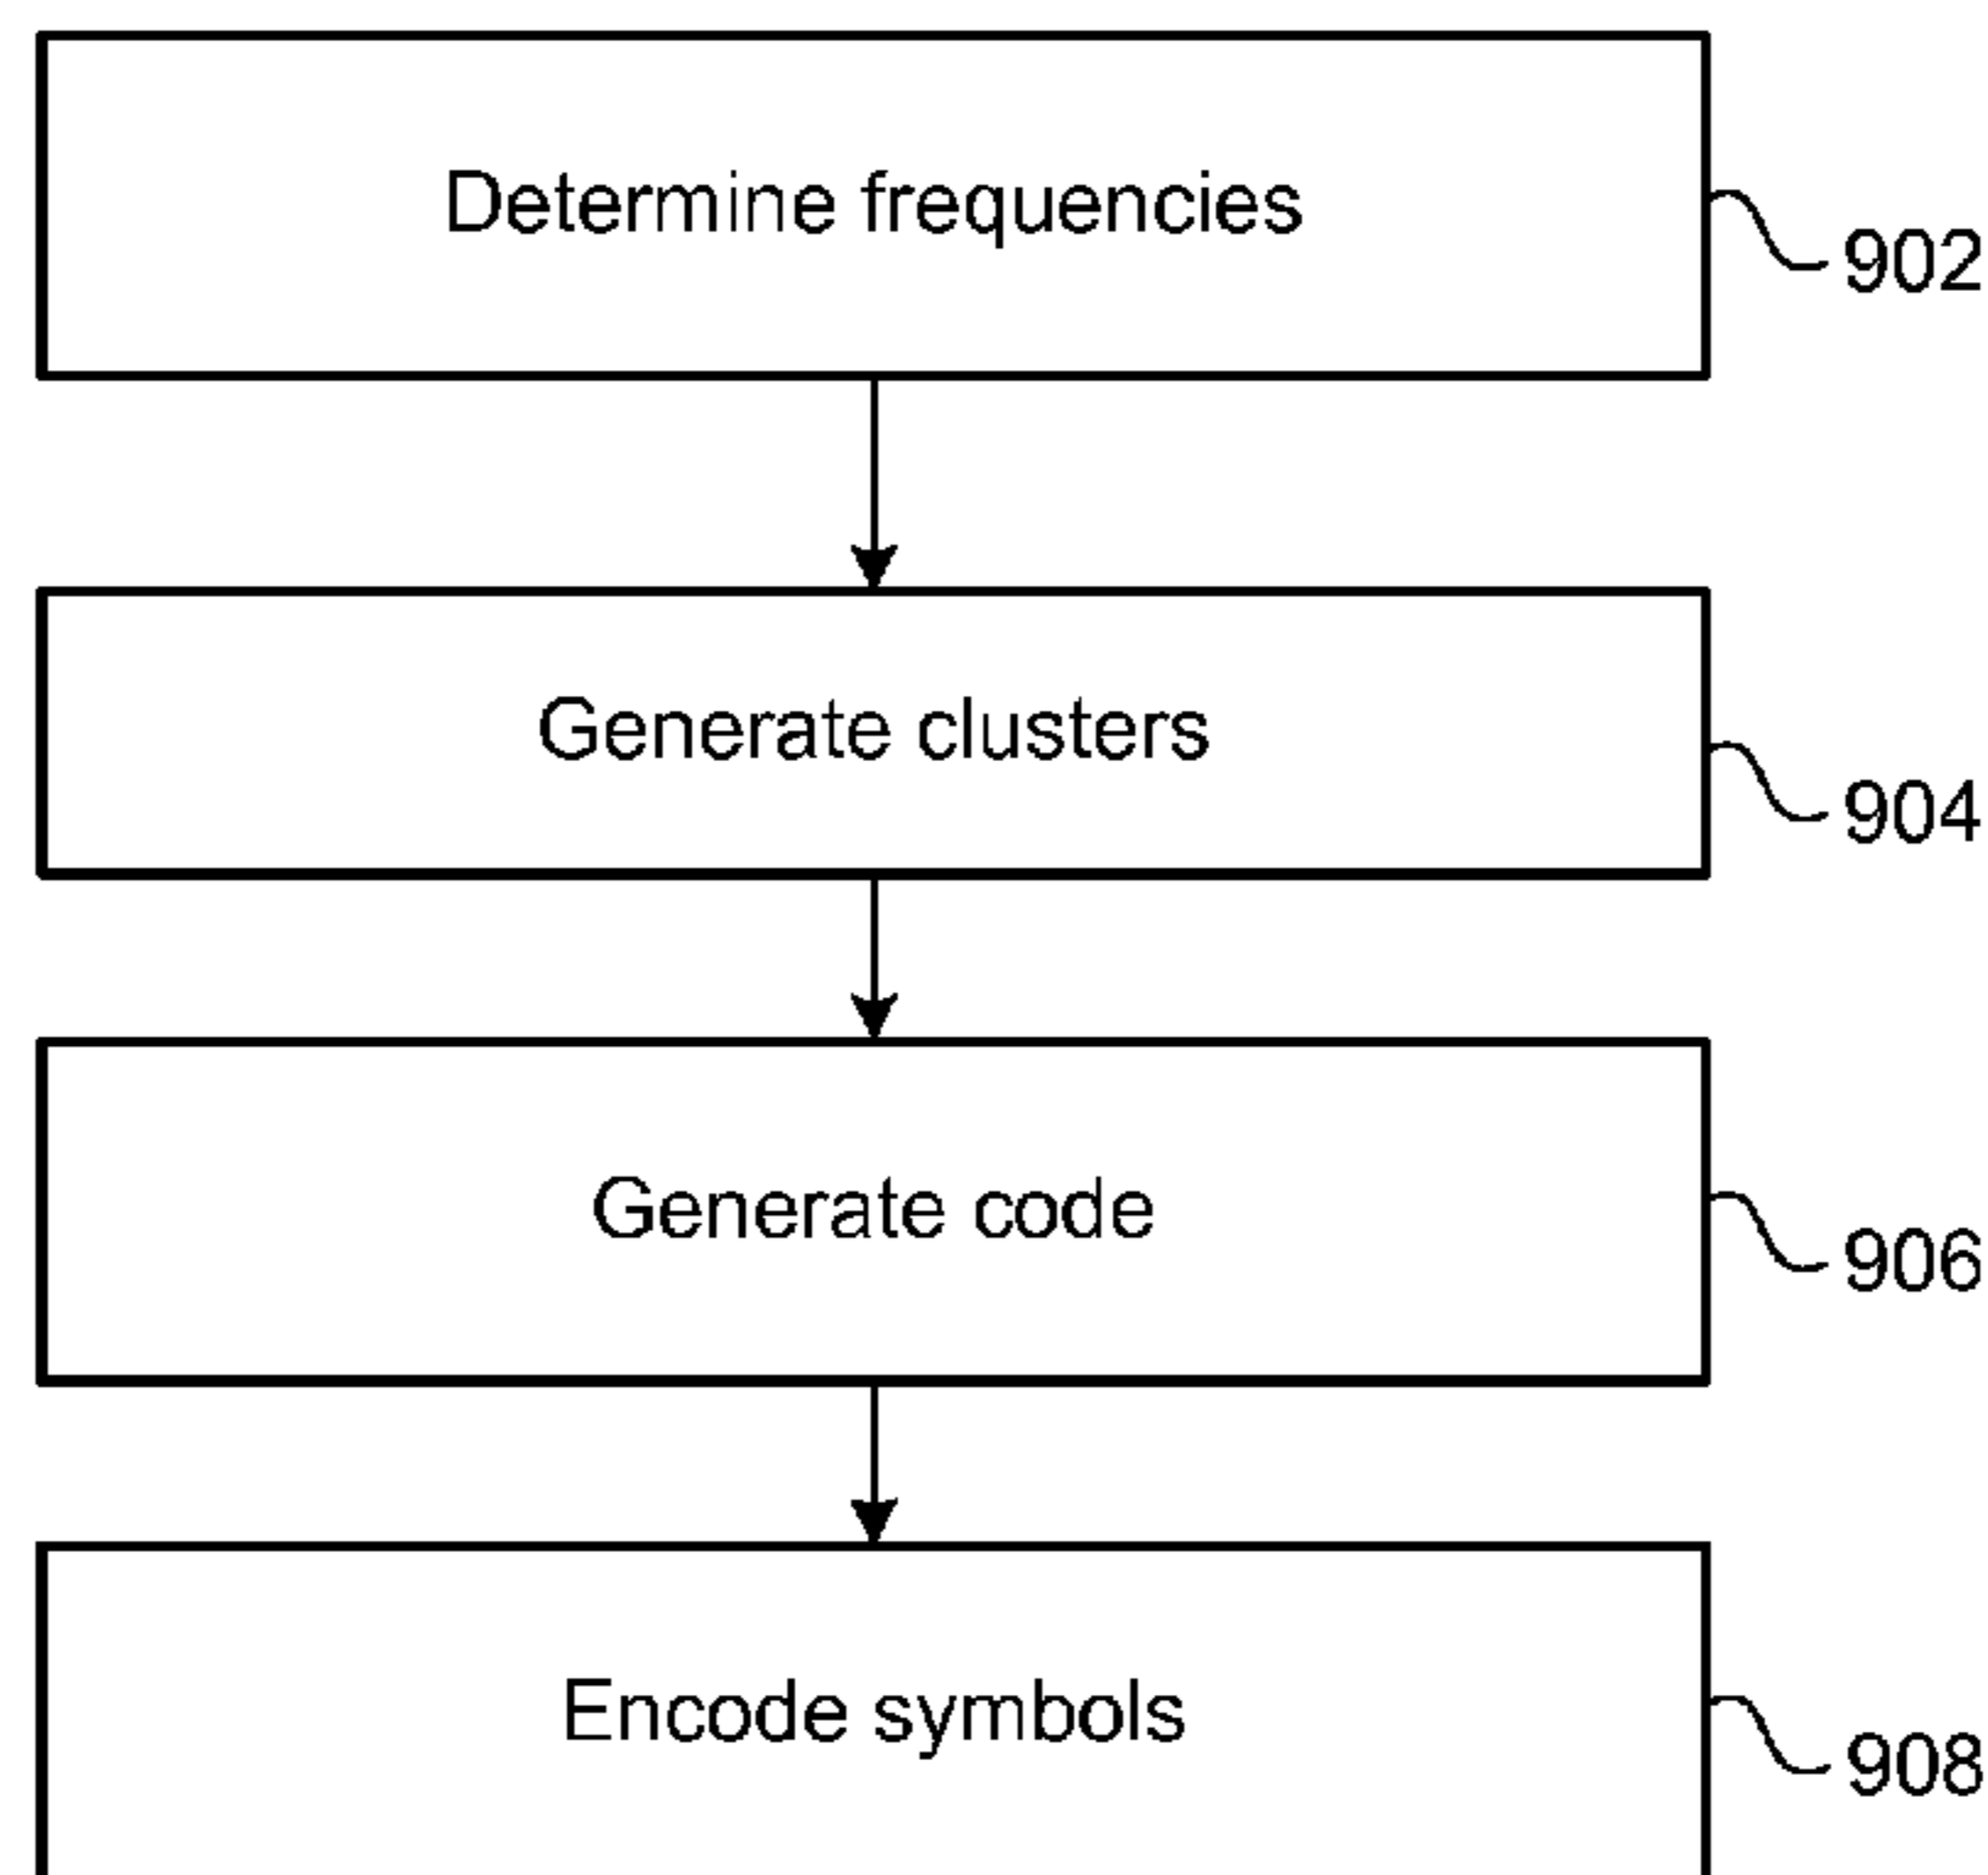 Determine frequencies
902
Generate clusters
904
Generate code
906
Encode symbols
908